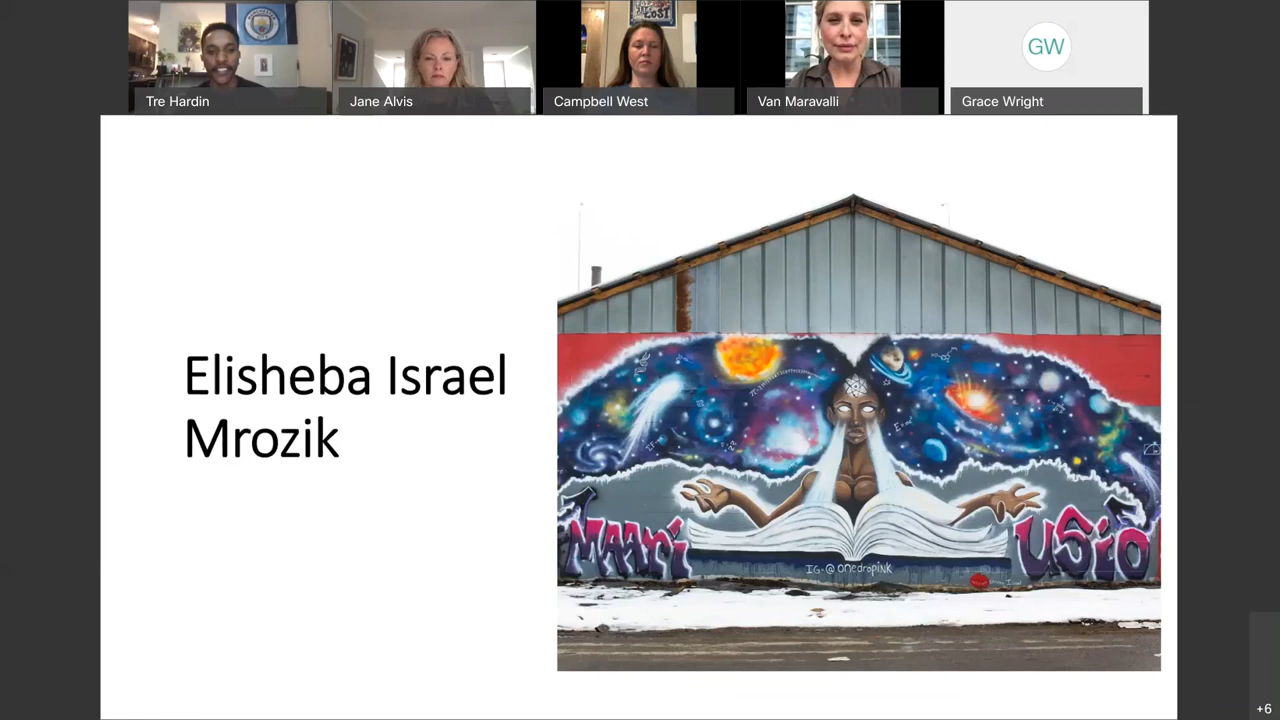 Tre Hardin
Jane Alvis
Campbell West
Van Maravalli
GW
Grace Wright
Elisheba Israel
Mrozik
MAARI
USiO
IG-@ onedropink
+6